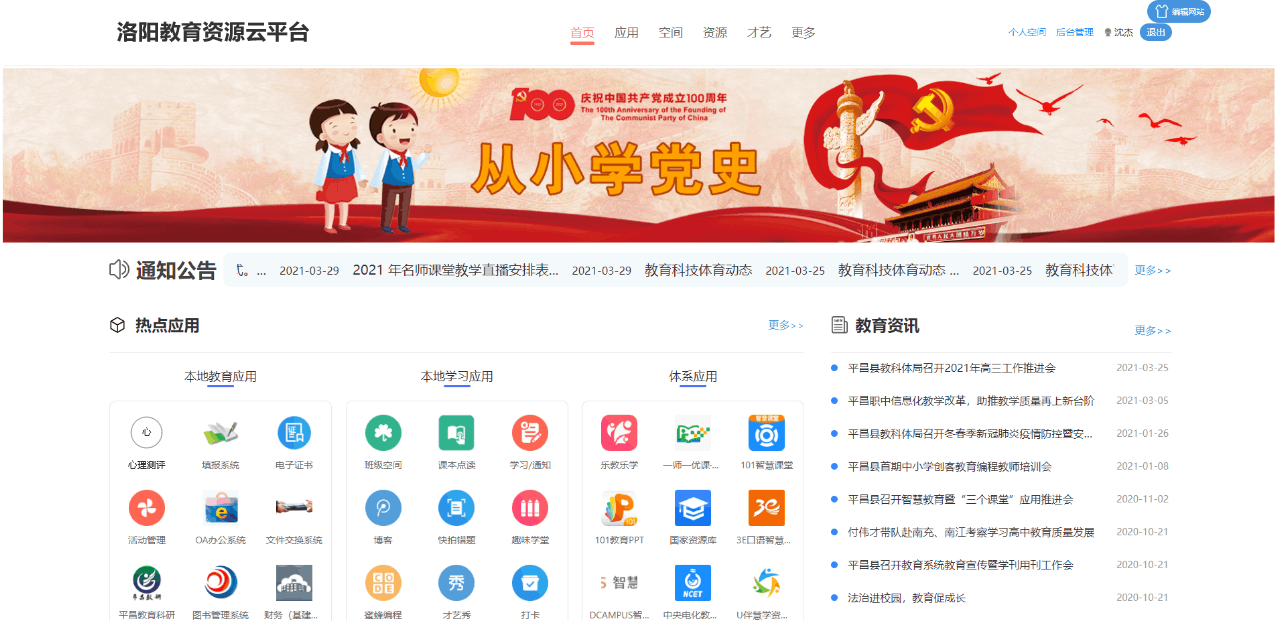 编辑网站
洛阳教育资源云平台
首页 应用 空间 资源 才艺 更多
个人空间 后台管理 沈杰 退出
100
庆祝中国共产党成立100周年
The 100th Anniversary of the Founding of
The Communist Party of China
从小学党史
通知公告 式。... 2021-03-29 2021 年名师课堂教学直播安排表... 2021-03-29 教育科技体育动态 2021-03-25 教育科技体育动态 ... 2021-03-25 教育科技体 更多>>
热点应用 更多>>
本地教育应用 本地学习应用 体系应用
心
心理测评 填报系统 电子证书 班级空间 课本点读 学习/通知 乐教乐学 一师一优课-... 101智慧课堂
活动管理 OA办公系统 文件交换系统 博客 快拍错题 趣味学堂 101教育PPT 国家资源库 3E口语智慧...
CODE 秀 智慧 NCET
平昌教育科研 图书管理系统 财务（基建... 蜜蜂编程 才艺秀 打卡 DCAMPUS智... 中央电化教... U伴慧学资...
教育资讯 更多>>
平昌县教科体局召开2021年高三工作推进会 2021-03-25
平昌职中信息化教学改革，助推教学质量再上新台阶 2021-03-05
平昌县教科体局召开冬春季新冠肺炎疫情防控暨安... 2021-01-26
平昌县首期中小学创客教育编程教师培训会 2021-01-08
平昌县召开智慧教育暨“三个课堂”应用推进会 2020-11-02
付伟才带队赴南充、南江考察学习高中教育质量发展 2020-10-21
平昌县召开教育系统教育宣传暨学刊用刊工作会 2020-10-21
法治进校园，教育促成长 2020-10-21